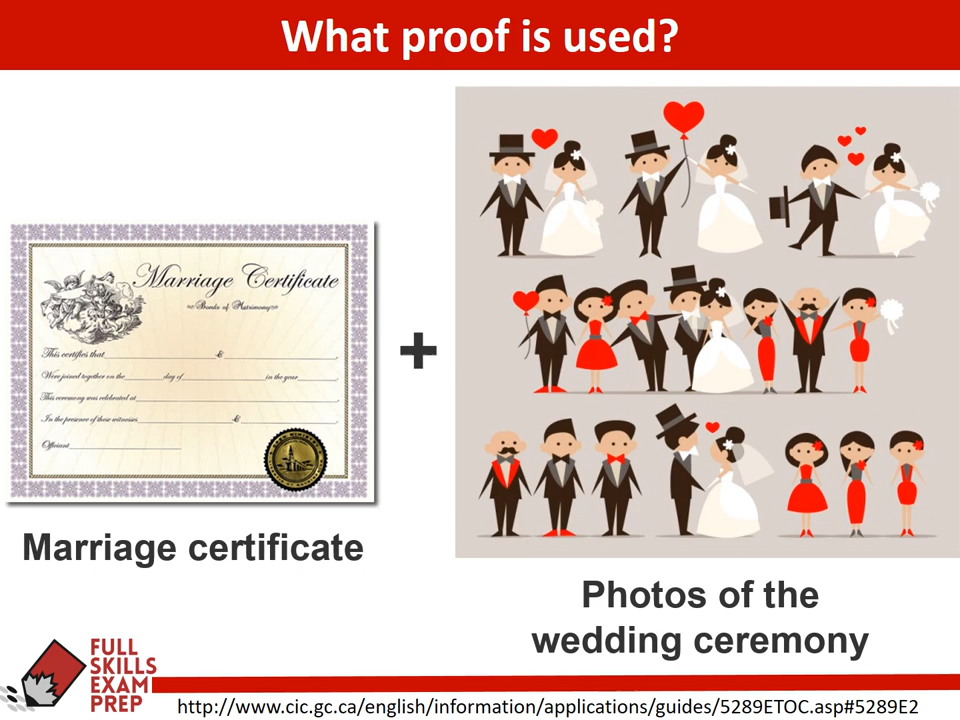 What proof is used?
Marriage Certificate
Bonds of Matrimony
This certifies that & .
Were joined together on the day of in the year .
This ceremony was celebrated at
In the presence of these witnesses & .
Officiant
+
Marriage certificate
Photos of the
wedding ceremony
FULL
SKILLS
EXAM
PREP
http://www.cic.gc.ca/english/information/applications/guides/5289ETOC.asp#5289E2